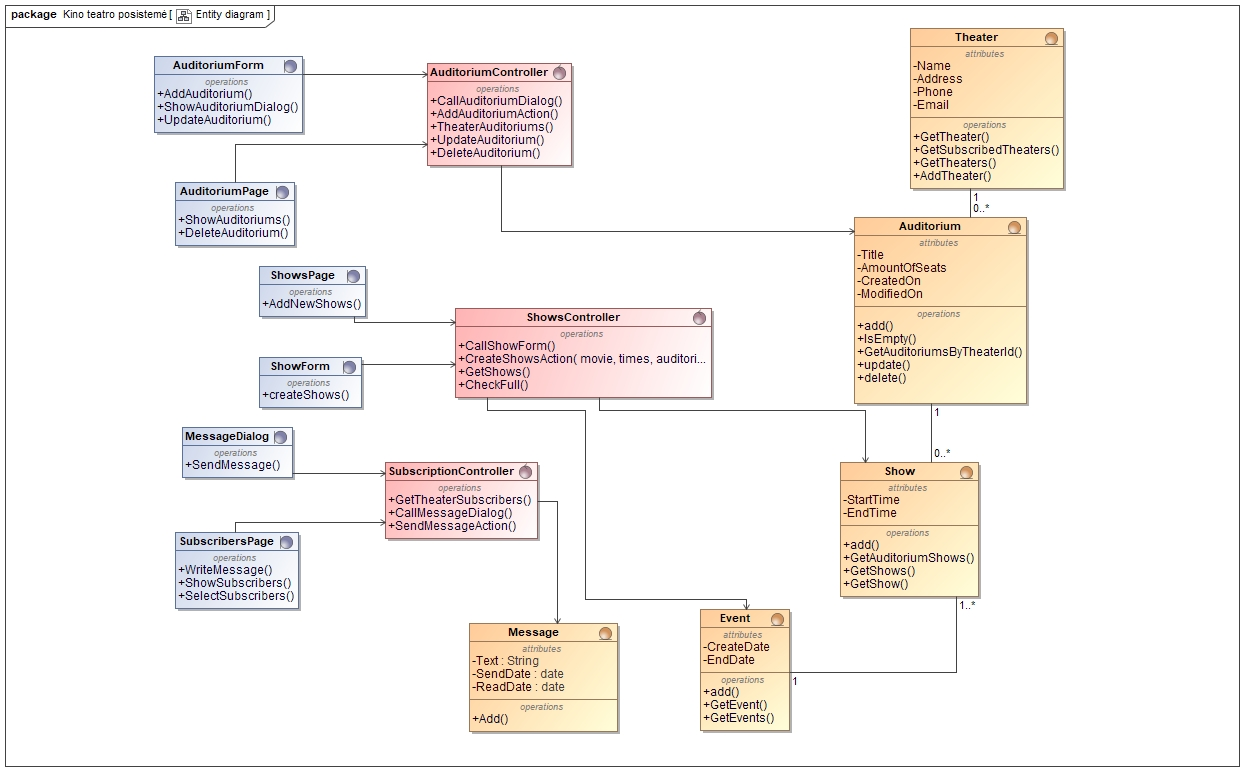 package Kino teatro posistemė [ Entity diagram ]
AuditoriumForm
operations
+AddAuditorium()
+ShowAuditoriumDialog()
+UpdateAuditorium()
AuditoriumController
operations
+CallAuditoriumDialog()
+AddAuditoriumAction()
+TheaterAuditoriums()
+UpdateAuditorium()
+DeleteAuditorium()
Theater
attributes
-Name
-Address
-Phone
-Email
operations
+GetTheater()
+GetSubscribedTheaters()
+GetTheaters()
+AddTheater()
1
0..*
AuditoriumPage
operations
+ShowAuditoriums()
+DeleteAuditorium()
Auditorium
attributes
-Title
-AmountOfSeats
-CreatedOn
-ModifiedOn
operations
+add()
+IsEmpty()
+GetAuditoriumsByTheaterId()
+update()
+delete()
1
0..*
ShowsPage
operations
+AddNewShows()
ShowsController
operations
+CallShowForm()
+CreateShowsAction( movie, times, auditori...
+GetShows()
+CheckFull()
ShowForm
operations
+createShows()
MessageDialog
operations
+SendMessage()
SubscriptionController
operations
+GetTheaterSubscribers()
+CallMessageDialog()
+SendMessageAction()
Show
attributes
-StartTime
-EndTime
operations
+add()
+GetAuditoriumShows()
+GetShows()
+GetShow()
1..*
SubscribersPage
operations
+WriteMessage()
+ShowSubscribers()
+SelectSubscribers()
Message
attributes
-Text : String
-SendDate : date
-ReadDate : date
operations
+Add()
Event
attributes
-CreateDate
-EndDate
operations
+add()
+GetEvent()
+GetEvents()
1